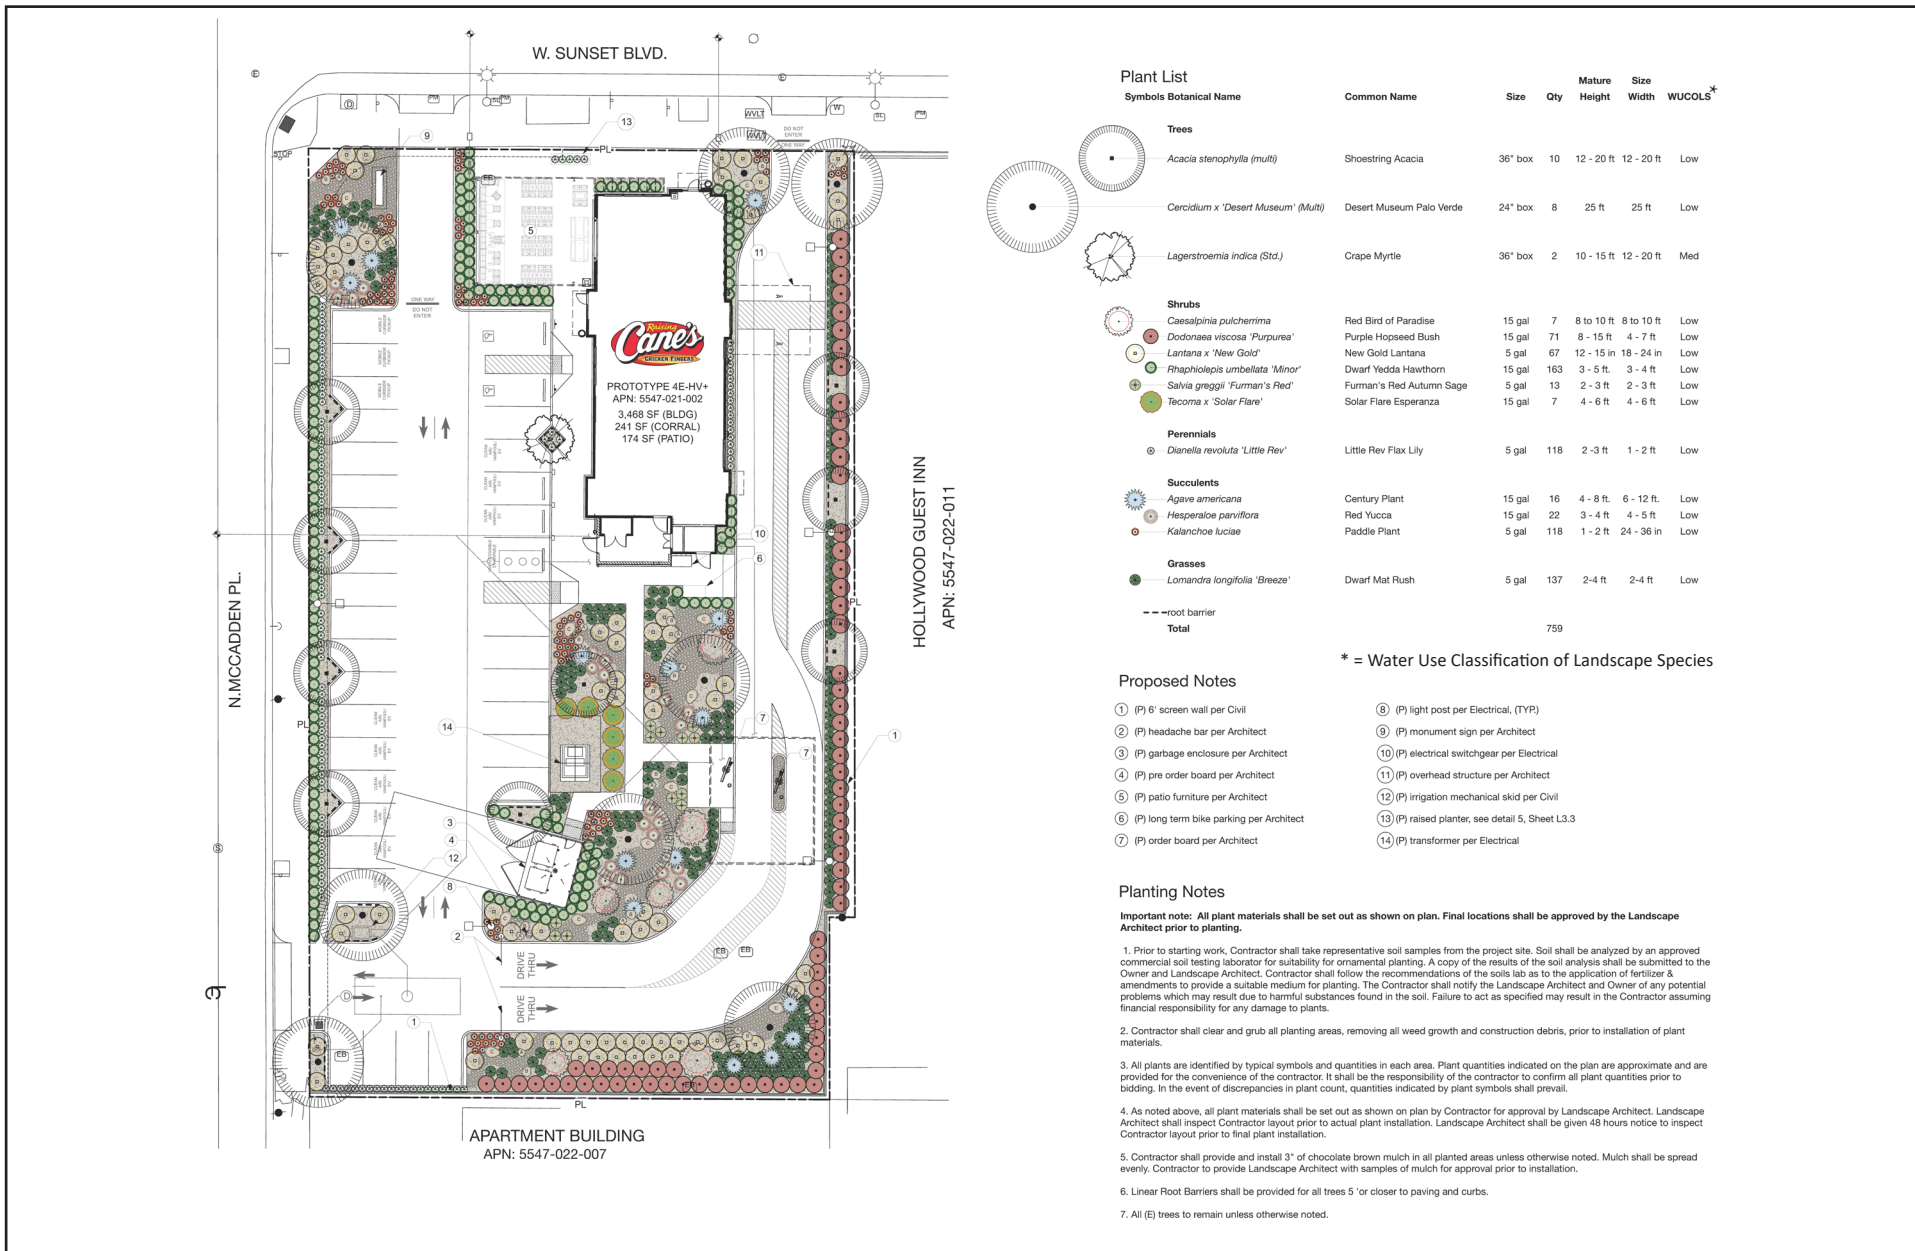 W. SUNSET BLVD.
STOP
DO NOT
ENTER
ONE WAY
ONE WAY
DO NOT
ENTER
PL
Raising
Cane's
CHICKEN FINGERS
PROTOTYPE 4E-HV+
APN: 5547-021-002
3,468 SF (BLDG)
241 SF (CORRAL)
174 SF (PATIO)
N.MCCADDEN PL.
HOLLYWOOD GUEST INN
APN: 5547-022-011
PL
PL
DRIVE
THRU
DRIVE
THRU
PL
APARTMENT BUILDING
APN: 5547-022-007
Plant List
Symbols Botanical Name Common Name Size Qty Mature Height Size Width WUCOLS*
Trees
Acacia stenophylla (multi) Shoestring Acacia 36" box 10 12 - 20 ft 12 - 20 ft Low
Cercidium x 'Desert Museum' (Multi) Desert Museum Palo Verde 24" box 8 25 ft 25 ft Low
Lagerstroemia indica (Std.) Crape Myrtle 36" box 2 10 - 15 ft 12 - 20 ft Med
Shrubs
Caesalpinia pulcherrima Red Bird of Paradise 15 gal 7 8 to 10 ft 8 to 10 ft Low
Dodonaea viscosa 'Purpurea' Purple Hopseed Bush 15 gal 71 8 - 15 ft 4 - 7 ft Low
Lantana x 'New Gold' New Gold Lantana 5 gal 67 12 - 15 in 18 - 24 in Low
Rhaphiolepis umbellata 'Minor' Dwarf Yedda Hawthorn 15 gal 163 3 - 5 ft. 3 - 4 ft Low
Salvia greggii 'Furman's Red' Furman's Red Autumn Sage 5 gal 13 2 - 3 ft 2 - 3 ft Low
Tecoma x 'Solar Flare' Solar Flare Esperanza 15 gal 7 4 - 6 ft 4 - 6 ft Low
Perennials
Dianella revoluta 'Little Rev' Little Rev Flax Lily 5 gal 118 2 -3 ft 1 - 2 ft Low
Succulents
Agave americana Century Plant 15 gal 16 4 - 8 ft. 6 - 12 ft. Low
Hesperaloe parviflora Red Yucca 15 gal 22 3 - 4 ft 4 - 5 ft Low
Kalanchoe luciae Paddle Plant 5 gal 118 1 - 2 ft 24 - 36 in Low
Grasses
Lomandra longifolia 'Breeze' Dwarf Mat Rush 5 gal 137 2-4 ft 2-4 ft Low
root barrier
Total 759
* = Water Use Classification of Landscape Species
Proposed Notes
1 (P) 6' screen wall per Civil
2 (P) headache bar per Architect
3 (P) garbage enclosure per Architect
4 (P) pre order board per Architect
5 (P) patio furniture per Architect
6 (P) long term bike parking per Architect
7 (P) order board per Architect
8 (P) light post per Electrical, (TYP.)
9 (P) monument sign per Architect
10 (P) electrical switchgear per Electrical
11 (P) overhead structure per Architect
12 (P) irrigation mechanical skid per Civil
13 (P) raised planter, see detail 5, Sheet L3.3
14 (P) transformer per Electrical
Planting Notes
Important note: All plant materials shall be set out as shown on plan. Final locations shall be approved by the Landscape
Architect prior to planting.
1. Prior to starting work, Contractor shall take representative soil samples from the project site. Soil shall be analyzed by an approved
commercial soil testing laborator for suitability for ornamental planting. A copy of the results of the soil analysis shall be submitted to the
Owner and Landscape Architect. Contractor shall follow the recommendations of the soils lab as to the application of fertilizer &
amendments to provide a suitable medium for planting. The Contractor shall notify the Landscape Architect and Owner of any potential
problems which may result due to harmful substances found in the soil. Failure to act as specified may result in the Contractor assuming
financial responsibility for any damage to plants.
2. Contractor shall clear and grub all planting areas, removing all weed growth and construction debris, prior to installation of plant
materials.
3. All plants are identified by typical symbols and quantities in each area. Plant quantities indicated on the plan are approximate and are
provided for the convenience of the contractor. It shall be the responsibility of the contractor to confirm all plant quantities prior to
bidding. In the event of discrepancies in plant count, quantities indicated by plant symbols shall prevail.
4. As noted above, all plant materials shall be set out as shown on plan by Contractor for approval by Landscape Architect. Landscape
Architect shall inspect Contractor layout prior to actual plant installation. Landscape Architect shall be given 48 hours notice to inspect
Contractor layout prior to final plant installation.
5. Contractor shall provide and install 3" of chocolate brown mulch in all planted areas unless otherwise noted. Mulch shall be spread
evenly. Contractor to provide Landscape Architect with samples of mulch for approval prior to installation.
6. Linear Root Barriers shall be provided for all trees 5 'or closer to paving and curbs.
7. All (E) trees to remain unless otherwise noted.